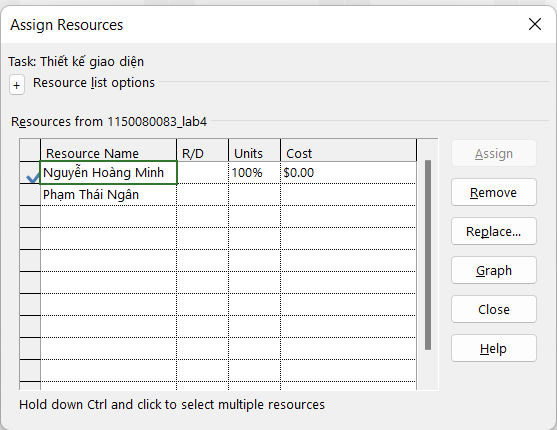 Assign Resources
Task: Thiết kế giao diện
+ Resource list options
Resources from 1150080083_lab4
Resource Name R/D Units Cost
Nguyễn Hoàng Minh 100% $0.00
Phạm Thái Ngân
Assign
Remove
Replace...
Graph
Close
Help
Hold down Ctrl and click to select multiple resources